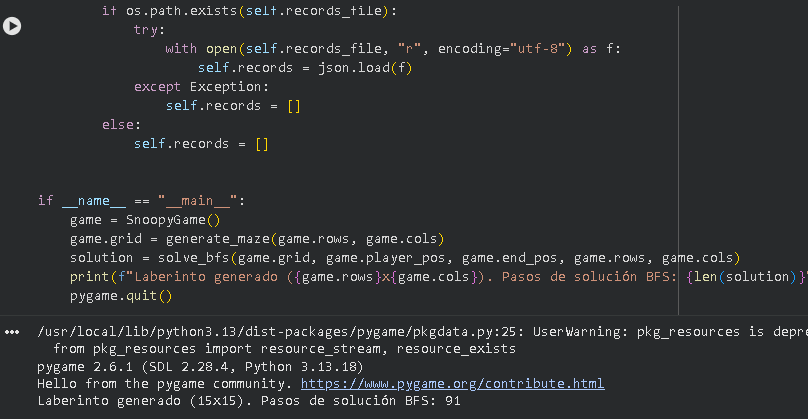 if os.path.exists(self.records_file):
try:
with open(self.records_file, "r", encoding="utf-8") as f:
self.records = json.load(f)
except Exception:
self.records = []
else:
self.records = []
if __name__ == "__main__":
game = SnoopyGame()
game.grid = generate_maze(game.rows, game.cols)
solution = solve_bfs(game.grid, game.player_pos, game.end_pos, game.rows, game.cols)
print(f"Laberinto generado ({game.rows}x{game.cols}). Pasos de solución BFS: {len(solution)}"
pygame.quit()
/usr/local/lib/python3.13/dist-packages/pygame/pkgdata.py:25: UserWarning: pkg_resources is depre
from pkg_resources import resource_stream, resource_exists
pygame 2.6.1 (SDL 2.28.4, Python 3.13.18)
Hello from the pygame community. https://www.pygame.org/contribute.html
Laberinto generado (15x15). Pasos de solución BFS: 91